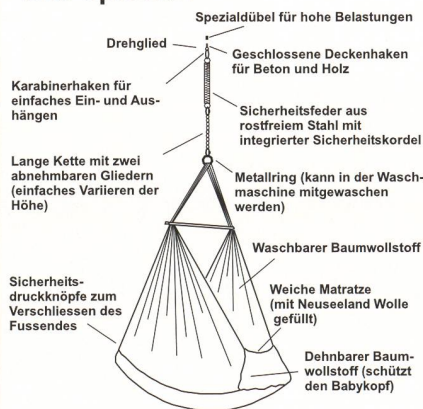 Spezialdübel für hohe Belastungen
Drehglied
Geschlossene Deckenhaken
für Beton und Holz
Karabinerhaken für
einfaches Ein- und Aus-
hängen
Sicherheitsfeder aus
rostfreiem Stahl mit
integrierter Sicherheitskordel
Lange Kette mit zwei
abnehmbaren Gliedern
(einfaches Variieren der
Höhe)
Metallring (kann in der Wasch-
maschine mitgewaschen
werden)
Waschbarer Baumwollstoff
Sicherheits-
druckknöpfe zum
Verschliessen des
Fussendes
Weiche Matratze
(mit Neuseeland Wolle
gefüllt)
Dehnbarer Baum-
wollstoff (schützt
den Babykopf)